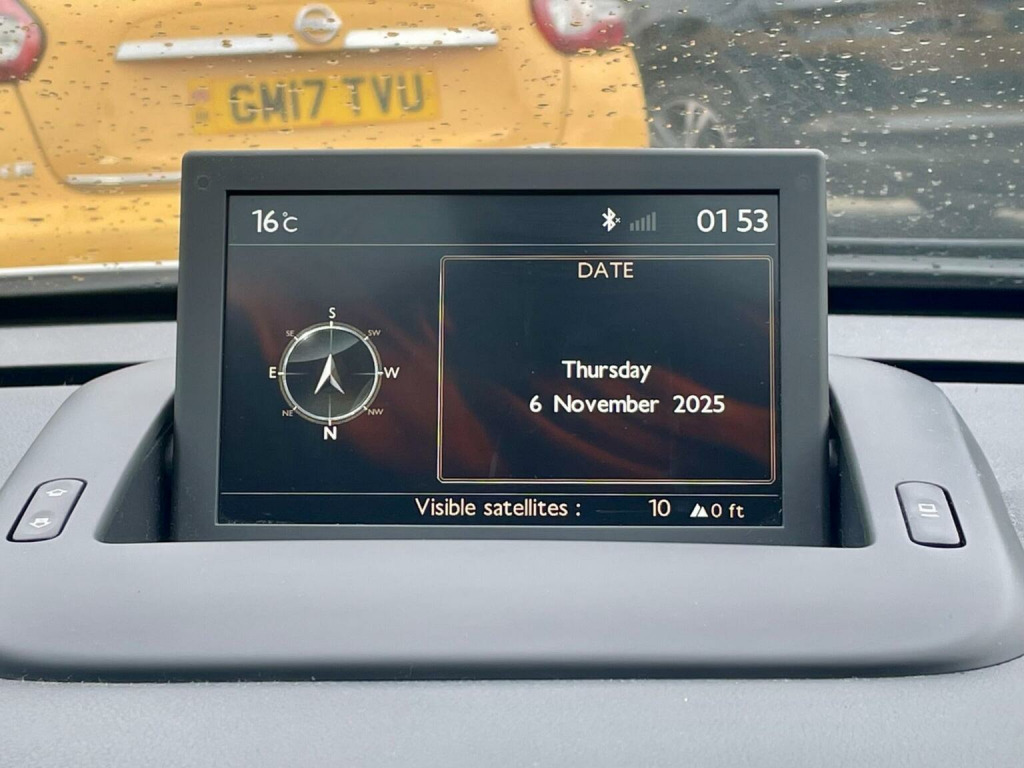 GM17 TVU
16°C
01 53
DATE
S
SE
SW
E
W
NE
NW
N
Thursday
6 November 2025
Visible satellites : 10 0 ft